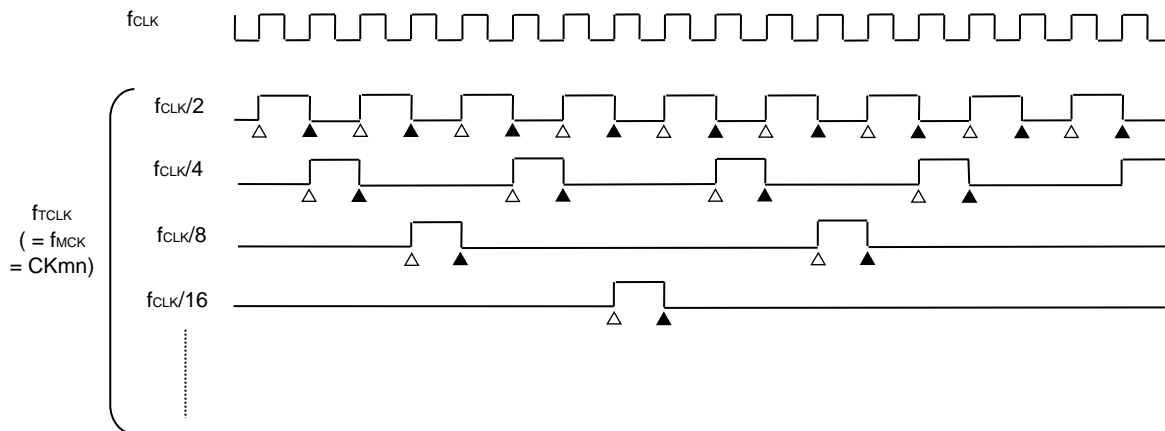 fCLK
fCLK/2
fCLK/4
fTCLK
( = fMCK
= CKmn)
fCLK/8
fCLK/16